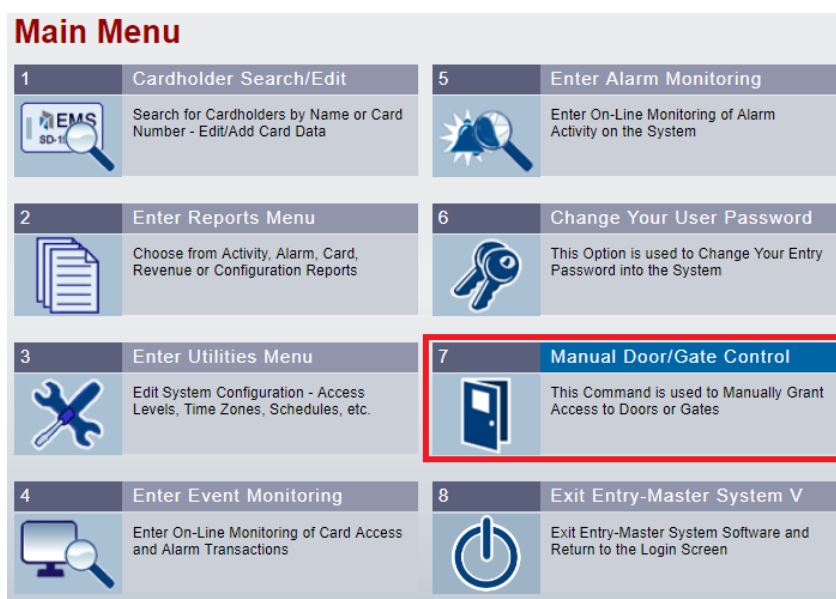 Main Menu
1 Cardholder Search/Edit
EMS
Search for Cardholders by Name or Card
Number - Edit/Add Card Data
2 Enter Reports Menu
Choose from Activity, Alarm, Card,
Revenue or Configuration Reports
3 Enter Utilities Menu
Edit System Configuration - Access
Levels, Time Zones, Schedules, etc.
4 Enter Event Monitoring
Enter On-Line Monitoring of Card Access
and Alarm Transactions
5 Enter Alarm Monitoring
Enter On-Line Monitoring of Alarm
Activity on the System
6 Change Your User Password
This Option is used to Change Your Entry
Password into the System
7 Manual Door/Gate Control
This Command is used to Manually Grant
Access to Doors or Gates
8 Exit Entry-Master System V
Exit Entry-Master System Software and
Return to the Login Screen